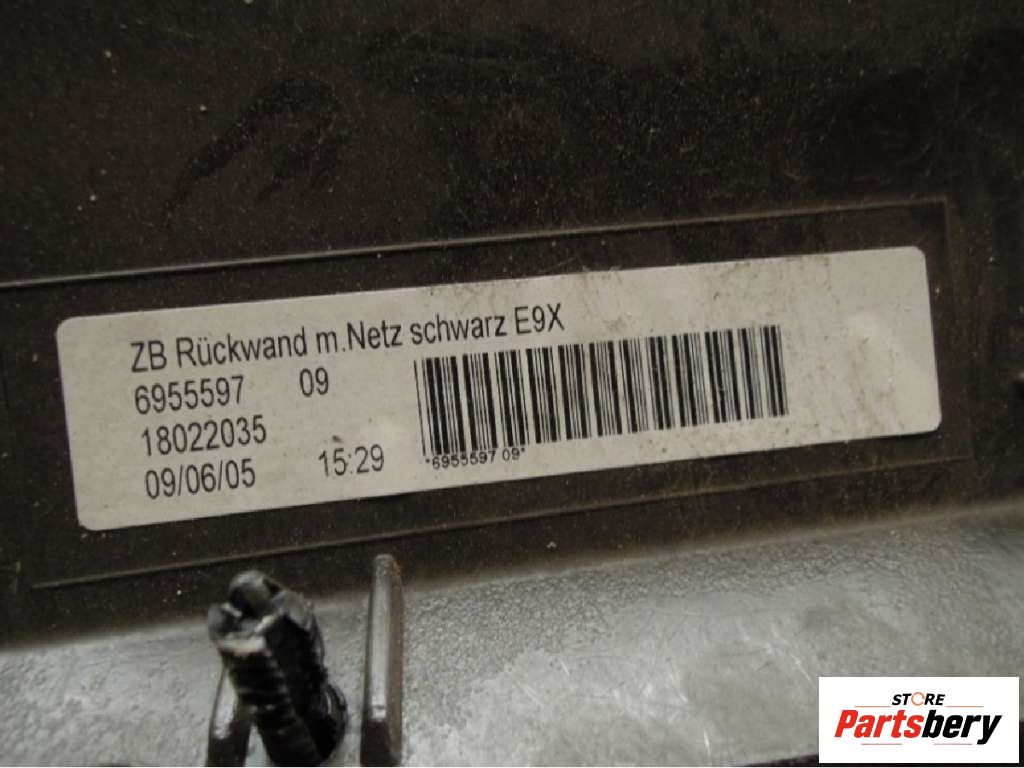 ZB Rückwand m.Netz schwarz E9X
6955597 09
18022035
09/06/05 15:29
*6955597 09*
STORE
Partsbery